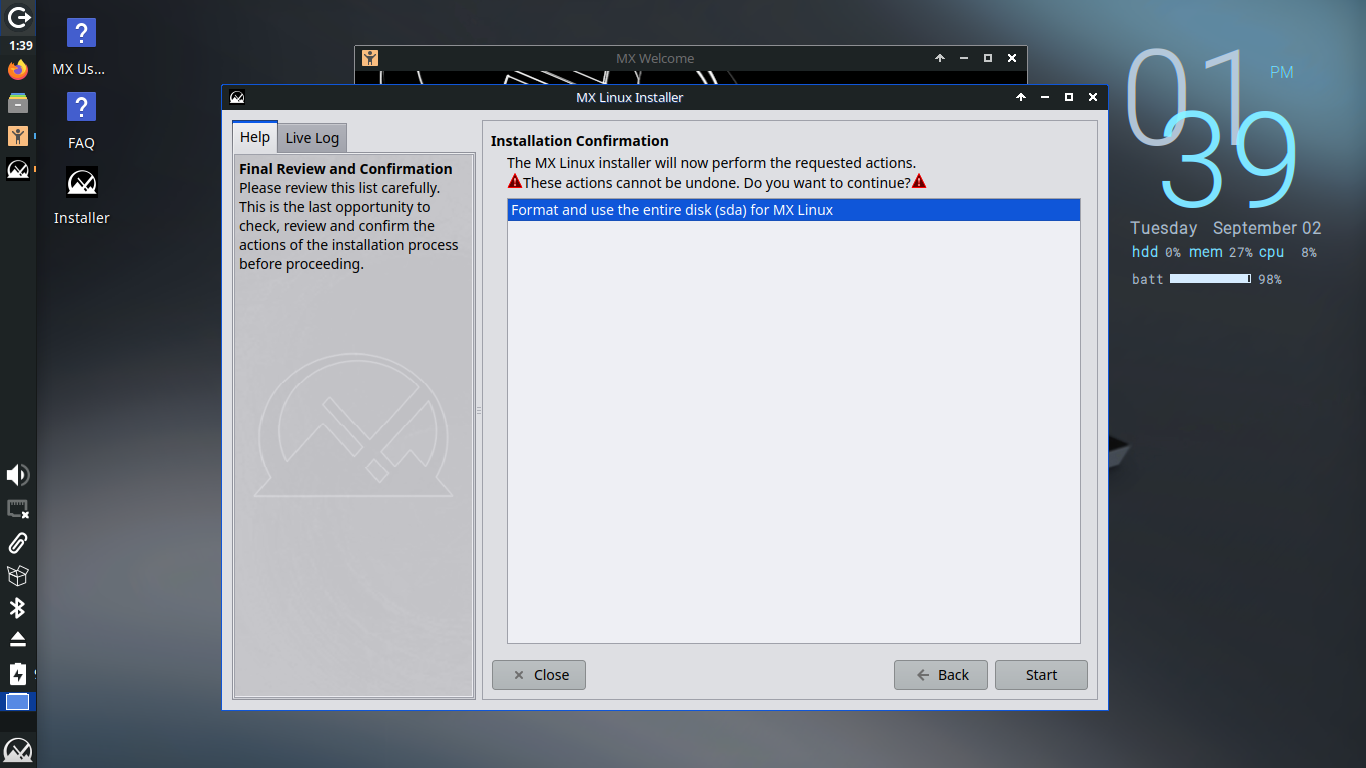 1:39
MX Us...
FAQ
Installer
MX Welcome
MX Linux Installer
Help
Live Log
Final Review and Confirmation
Please review this list carefully.
This is the last opportunity to
check, review and confirm the
actions of the installation process
before proceeding.
Installation Confirmation
The MX Linux installer will now perform the requested actions.
These actions cannot be undone. Do you want to continue?
Format and use the entire disk (sda) for MX Linux
Close
Back
Start
01 PM
39
Tuesday September 02
hdd 0% mem 27% cpu 8%
batt 98%